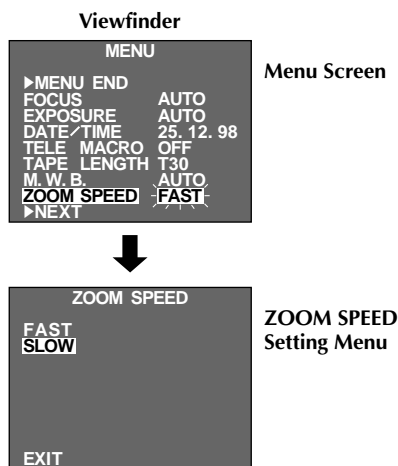 Viewfinder
MENU
Menu Screen
▶MENU END
FOCUS AUTO
EXPOSURE AUTO
DATE/TIME 25. 12. 98
TELE MACRO OFF
TAPE LENGTH T30
M. W. B. AUTO
ZOOM SPEED FAST
▶NEXT
ZOOM SPEED
ZOOM SPEED
Setting Menu
FAST
SLOW
EXIT